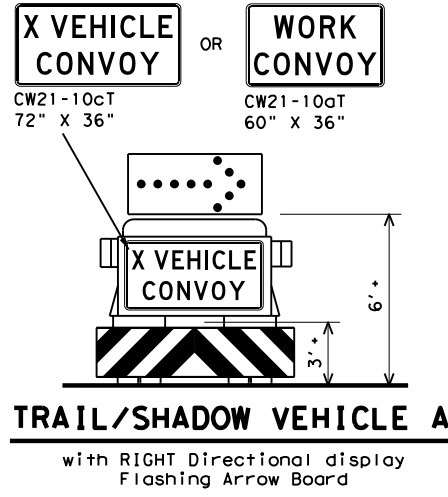 X VEHICLE
CONVOY
OR
WORK
CONVOY
CW21-10cT
72" X 36"
CW21-10aT
60" X 36"
X VEHICLE
CONVOY
6' +
3' +
TRAIL/SHADOW VEHICLE A
with RIGHT Directional display
Flashing Arrow Board